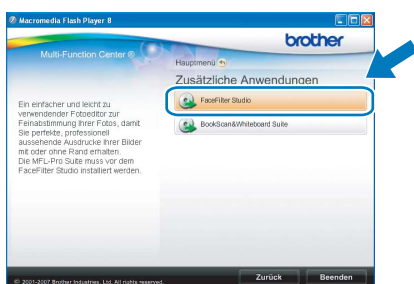 Macromedia Flash Player 8
brother
Multi-Function Center ®
Hauptmenü
Zusätzliche Anwendungen
FaceFilter Studio
BookScan&Whiteboard Suite
Ein einfacher und leicht zu
verwendender Fotoeditor zur
Feinabstimmung Ihrer Fotos, damit
Sie perfekte, professionell
aussehende Ausdrucke Ihrer Bilder
mit oder ohne Rand erhalten.
Die MFL-Pro Suite muss vor dem
FaceFilter Studio installiert werden.
© 2001-2007 Brother Industries, Ltd. All rights reserved.
Zurück
Beenden